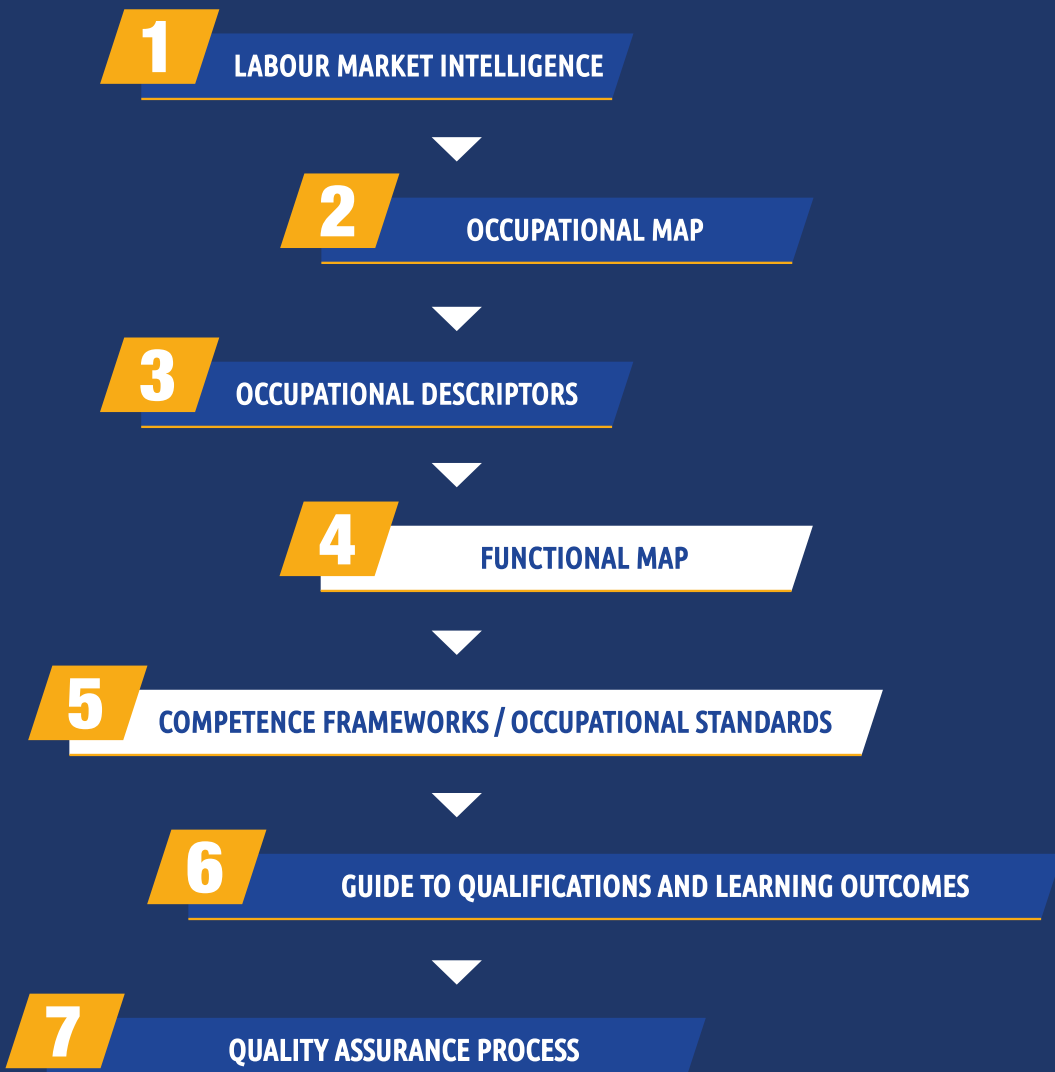 1
LABOUR MARKET INTELLIGENCE
2
OCCUPATIONAL MAP
3
OCCUPATIONAL DESCRIPTORS
4
FUNCTIONAL MAP
5
COMPETENCE FRAMEWORKS / OCCUPATIONAL STANDARDS
6
GUIDE TO QUALIFICATIONS AND LEARNING OUTCOMES
7
QUALITY ASSURANCE PROCESS